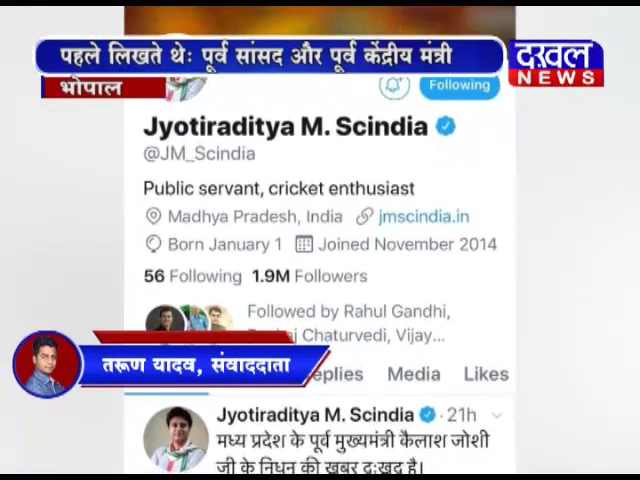 पहले लिखते थेः पूर्व सांसद और पूर्व केंद्रीय मंत्री
दखल
NEWS
भोपाल
Following
Jyotiraditya M. Scindia
@JM_Scindia
Public servant, cricket enthusiast
Madhya Pradesh, India jmscindia.in
Born January 1 Joined November 2014
56 Following 1.9M Followers
Followed by Rahul Gandhi,
Chaturvedi, Vijay...
तरूण यादव, संवाददाता
Media Likes
Jyotiraditya M. Scindia · 21h
मध्य प्रदेश के पूर्व मुख्यमंत्री कैलाश जोशी
जी के निधन की खबर दुःखद है।